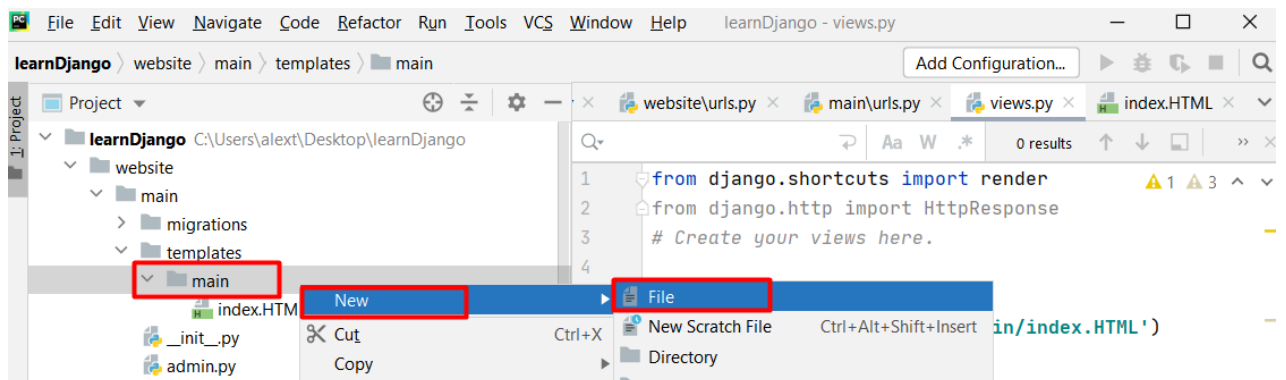 PC File Edit View Navigate Code Refactor Run Tools VCS Window Help learnDjango - views.py
learnDjango website main templates main Add Configuration...
1: Project
Project website\urls.py main\urls.py views.py index.HTML
learnDjango C:\Users\alext\Desktop\learnDjango Aa W .* 0 results
website
1 from django.shortcuts import render 1 3
main
2 from django.http import HttpResponse
migrations
3 # Create your views here.
templates
4
main
New File
index.HTM
New Scratch File Ctrl+Alt+Shift+Insert in/index.HTML')
__init__.py Cut Ctrl+X
Directory
admin.py Copy